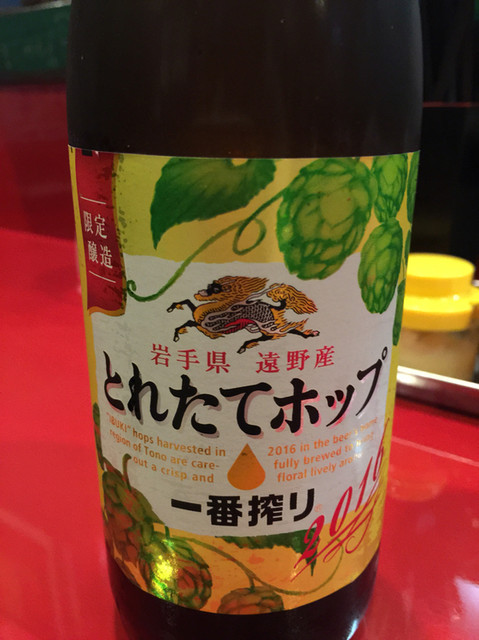 限定
醸造
岩手県 遠野産
とれたてホップ
"IBUKI" hops harvested in
region of Tono are care-
out a crisp and
2016 in the
fully brewed
floral lively
一番搾り
2016